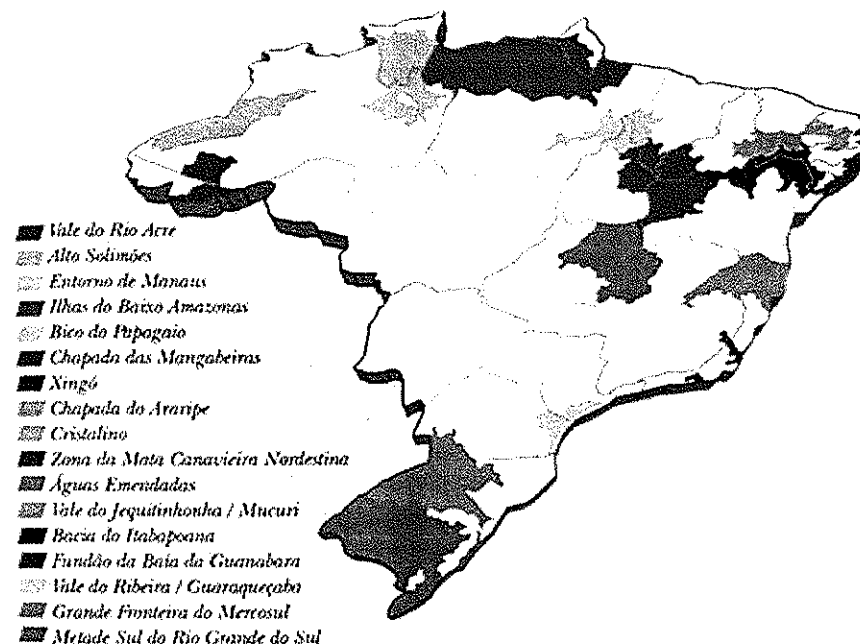 Vale do Rio Acre
Alto Solimões
Entorno de Manaus
Ilhas do Baixo Amazonas
Bico do Papagaio
Chapada das Mangabeiras
Xingó
Chapada do Araripe
Cristalino
Zona da Mata Canavieira Nordestina
Águas Emendadas
Vale do Jequitinhonha / Mucuri
Bacia do Itabapoana
Fundão da Baía da Guanabara
Vale do Ribeira / Guaraqueçaba
Grande Fronteira do Mercosul
Metade Sul do Rio Grande do Sul